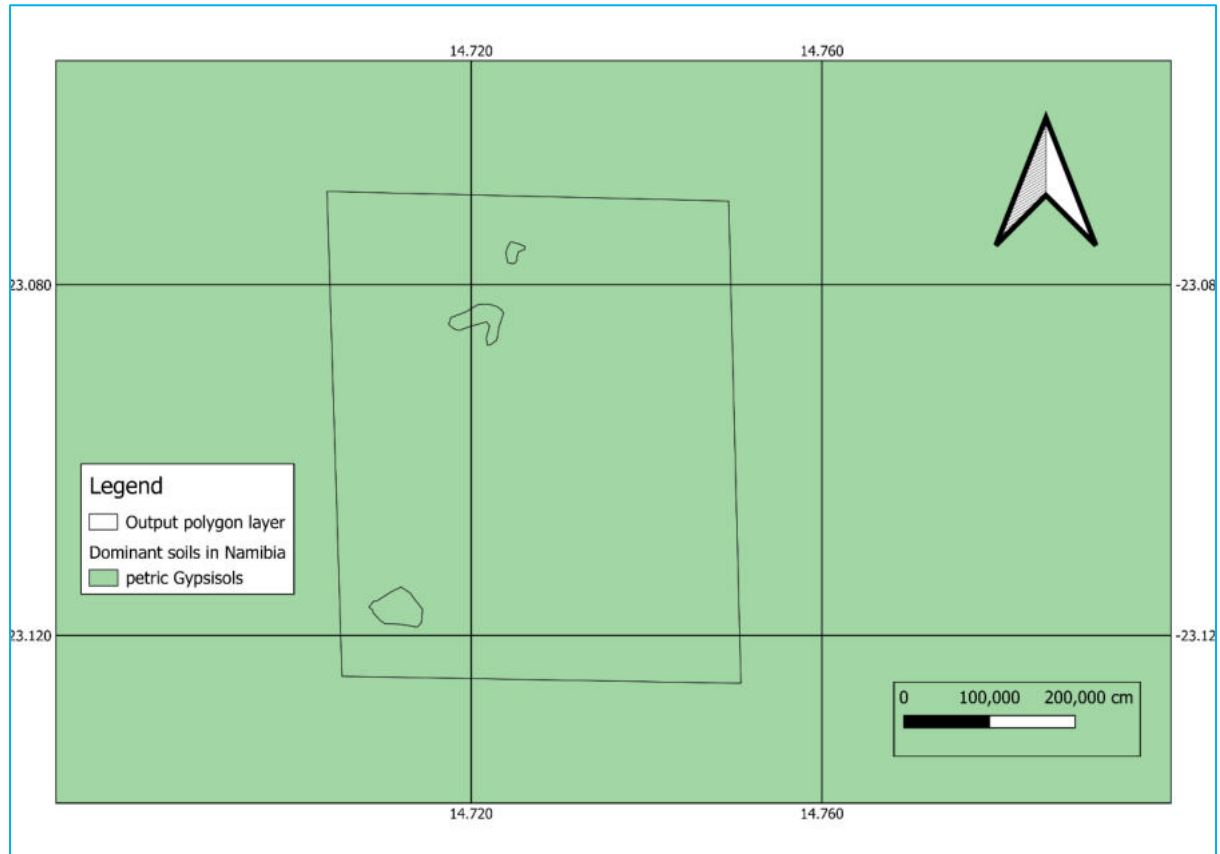 14.720 14.760
23.080 -23.08
Legend
Output polygon layer
Dominant soils in Namibia
petric Gypsisols
23.120 -23.12
0 100,000 200,000 cm
14.720 14.760